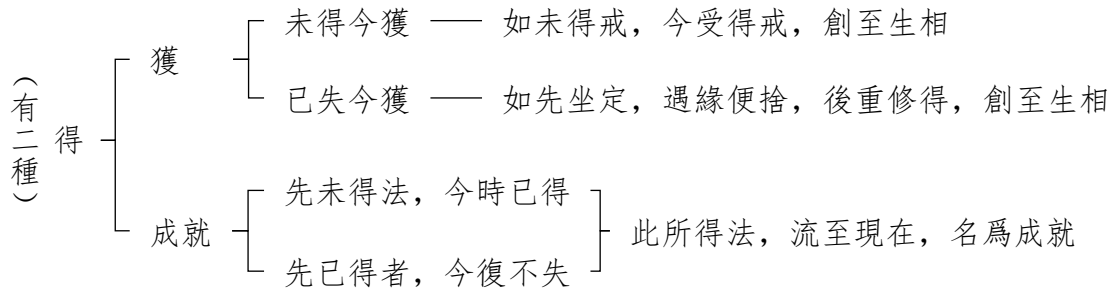 得
（有二種）
獲
未得今獲 —— 如未得戒，今受得戒，創至生相
已失今獲 —— 如先坐定，遇緣便捨，後重修得，創至生相
成就
先未得法，今時已得
先已得者，今復不失
此所得法，流至現在，名爲成就